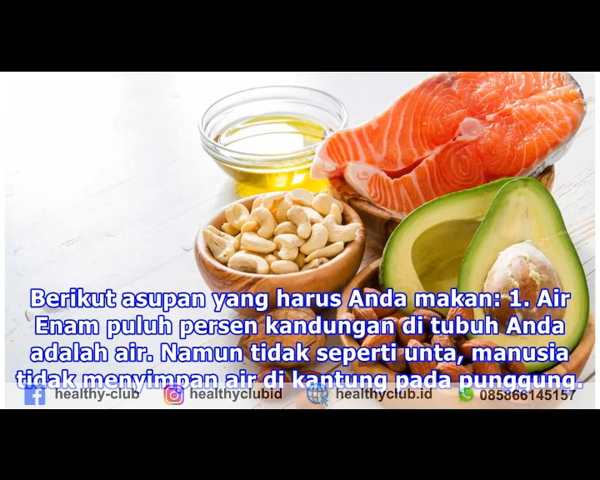 Berikut asupan yang harus Anda makan: 1. Air
Enam puluh persen kandungan di tubuh Anda
adalah air. Namun tidak seperti unta, manusia
tidak menyimpan air di kantung pada punggung.
healthy-club healthyclubid healthyclub.id 085866145157